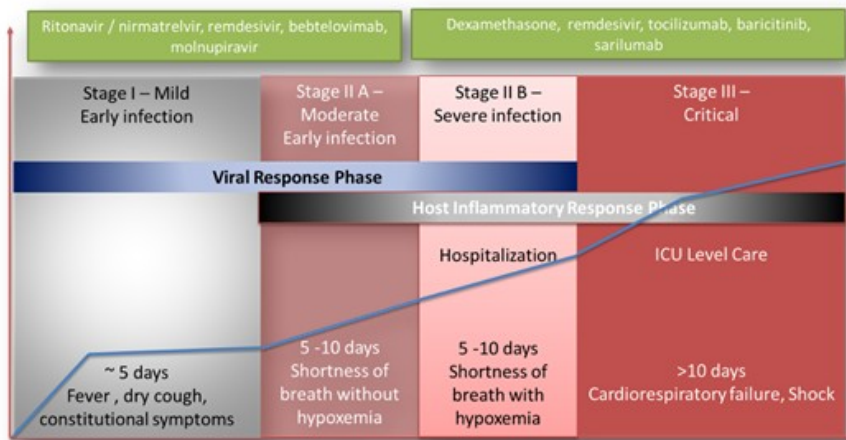 Ritonavir / nirmatrelvir, remdesivir, bebtelovimab,
molnupiravir
Dexamethasone, remdesivir, tocilizumab, baricitinib,
sarilumab
Stage I – Mild
Early infection
Stage II A –
Moderate
Early infection
Stage II B –
Severe infection
Stage III –
Critical
Viral Response Phase
Host Inflammatory Response Phase
Hospitalization
ICU Level Care
~ 5 days
Fever , dry cough,
constitutional symptoms
5 -10 days
Shortness of
breath without
hypoxemia
5 -10 days
Shortness of
breath with
hypoxemia
>10 days
Cardiorespiratory failure, Shock